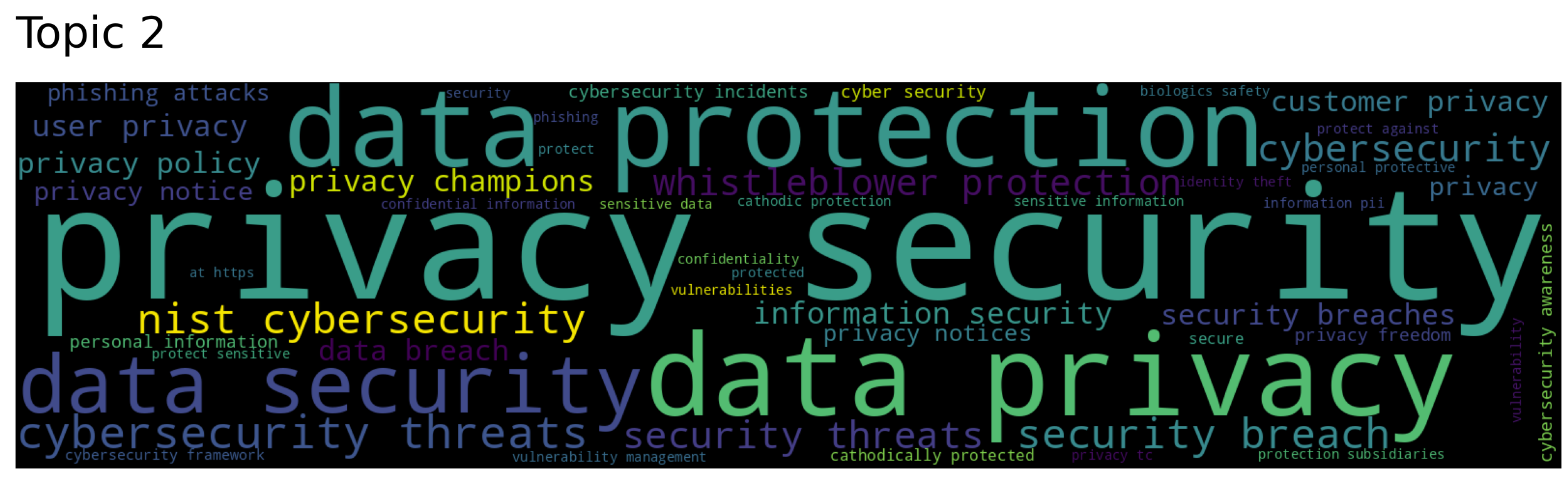 Topic 2
phishing attacks
security
cybersecurity incidents
cyber security
biologics safety
customer privacy
data protection
user privacy
phishing
protect against
privacy policy
protect
cybersecurity
personal protective
privacy notice
privacy champions
whistleblower protection
identity theft
privacy
confidential information
sensitive data
cathodic protection
sensitive information
information pii
privacy security
at https
confidentiality
protected
vulnerabilities
nist cybersecurity
information security
security breaches
cybersecurity awareness
personal information
privacy notices
secure
privacy freedom
protect sensitive
data breach
vulnerability
data security
data privacy
cybersecurity threats
security threats
security breach
cybersecurity framework
vulnerability management
cathodically protected
privacy tc
protection subsidiaries